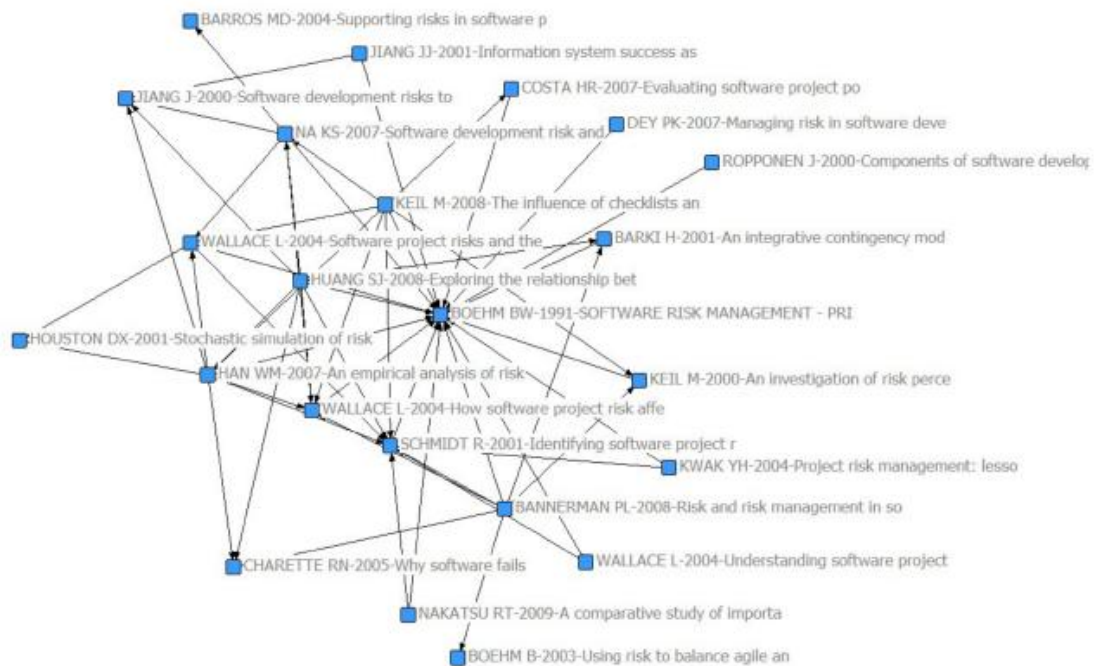 BARROS MD-2004-Supporting risks in software p
JIANG JJ-2001-Information system success as
COSTA HR-2007-Evaluating software project po
JIANG J-2000-Software development risks to
DEY PK-2007-Managing risk in software deve
NA KS-2007-Software development risk and
ROPPONEN J-2000-Components of software develop
KEIL M-2008-The influence of checklists an
BARKI H-2001-An integrative contingency mod
WALLACE L-2004-Software project risks and the
HUANG SJ-2008-Exploring the relationship bet
BOEHM BW-1991-SOFTWARE RISK MANAGEMENT - PRI
HOUSTON DX-2001-Stochastic simulation of risk
HAN WM-2007-An empirical analysis of risk
KEIL M-2000-An investigation of risk perce
WALLACE L-2004-How software project risk affe
SCHMIDT R-2001-Identifying software project r
KWAK YH-2004-Project risk management: lesso
BANNERMAN PL-2008-Risk and risk management in so
WALLACE L-2004-Understanding software project
CHARETTE RN-2005-Why software fails
NAKATSU RT-2009-A comparative study of importa
BOEHM B-2003-Using risk to balance agile an